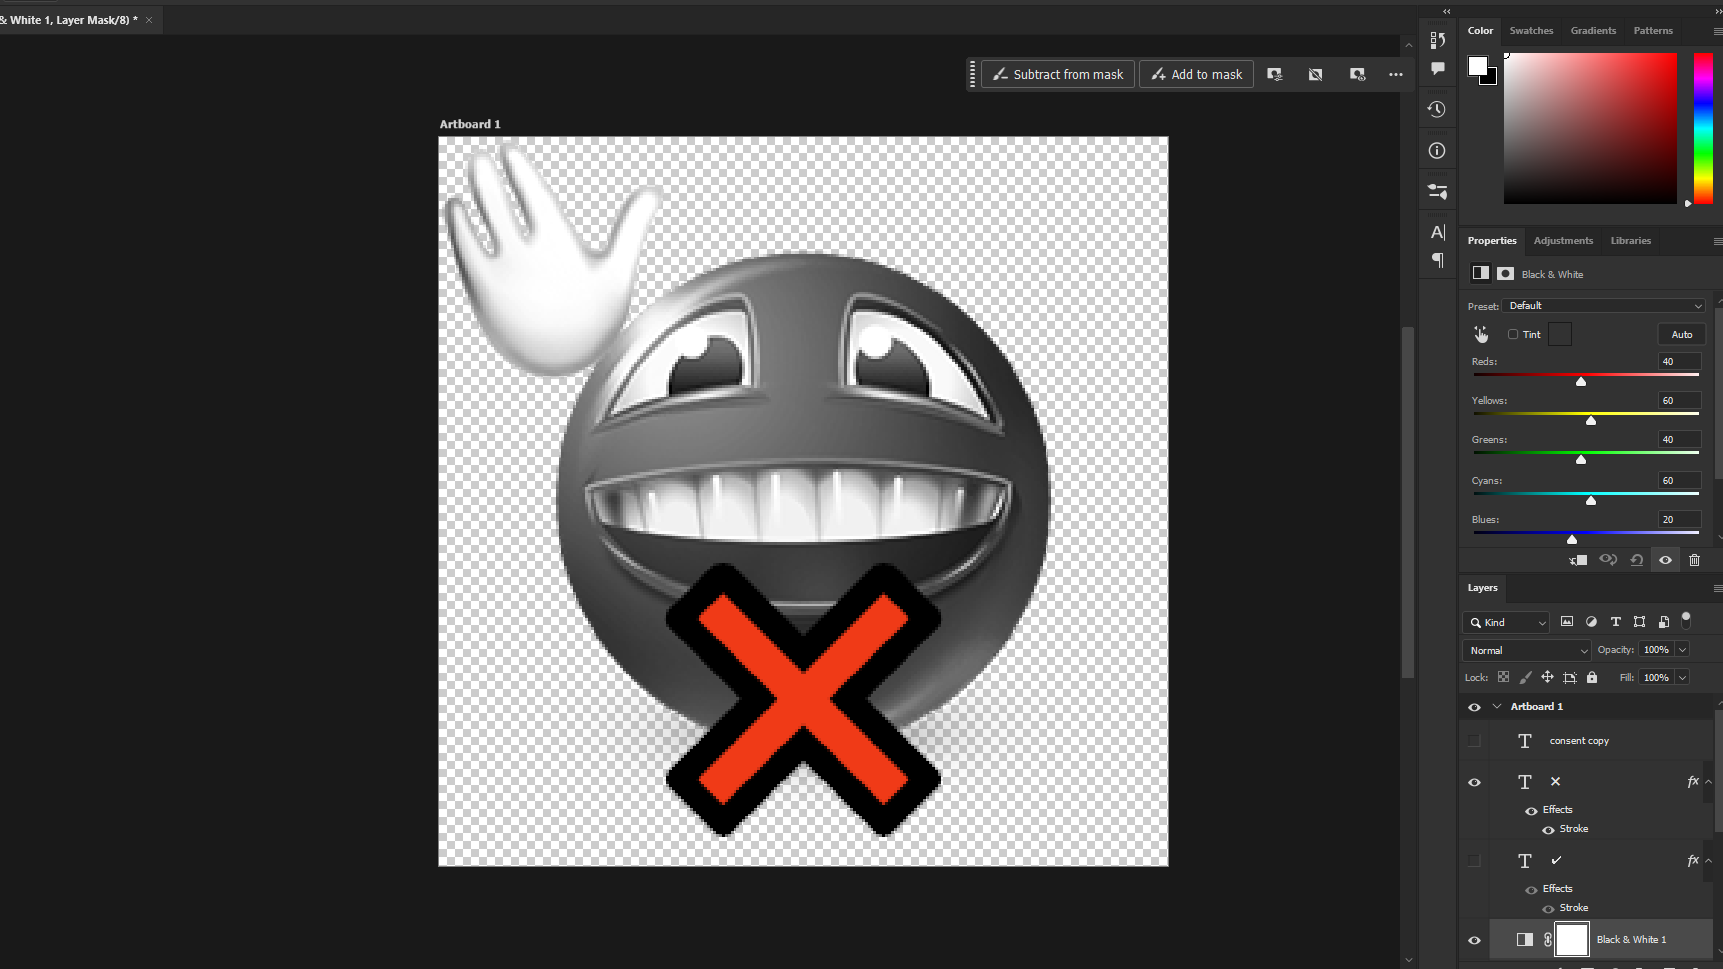 & White 1, Layer Mask/8) *
Subtract from mask
Add to mask
Artboard 1
Color
Swatches
Gradients
Patterns
Properties
Adjustments
Libraries
Black & White
Preset:
Default
Tint
Auto
Reds:
40
Yellows:
60
Greens:
40
Cyans:
60
Blues:
20
Layers
Kind
Normal
Opacity:
100%
Lock:
Fill:
100%
Artboard 1
T
consent copy
T
✕
fx
Effects
Stroke
T
✓
fx
Effects
Stroke
Black & White 1